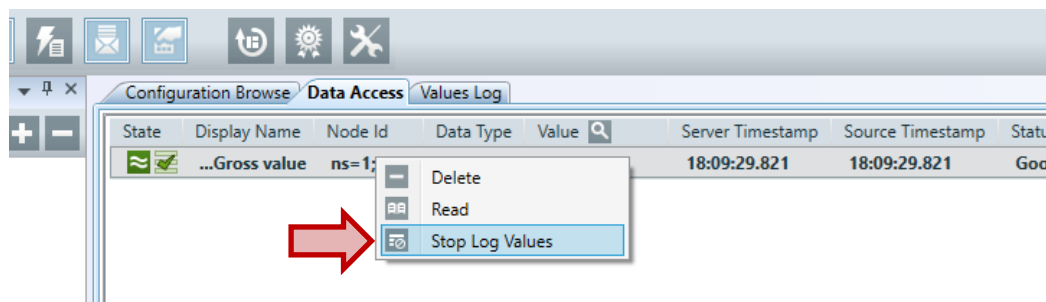 Configuration Browse Data Access Values Log
State Display Name Node Id Data Type Value Server Timestamp Source Timestamp
...Gross value ns=1; 18:09:29.821 18:09:29.821
Delete
Read
Stop Log Values